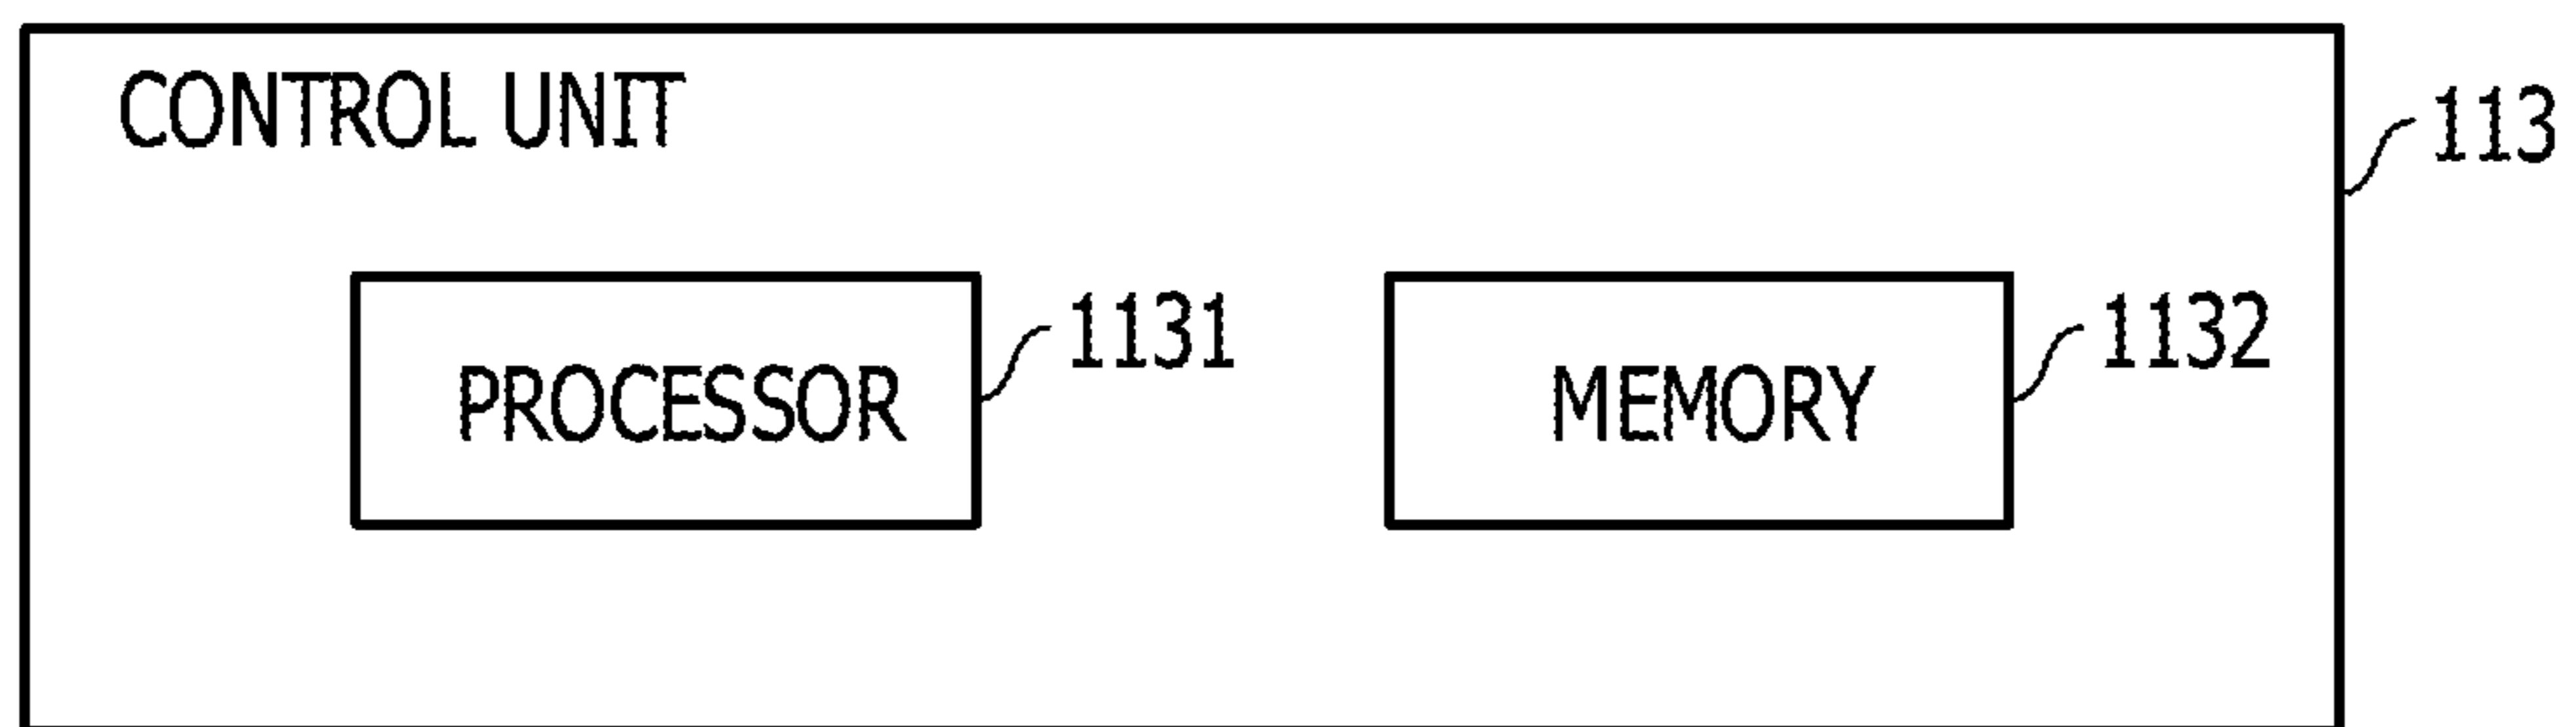 CONTROL UNIT
113
1131
1132
PROCESSOR
MEMORY